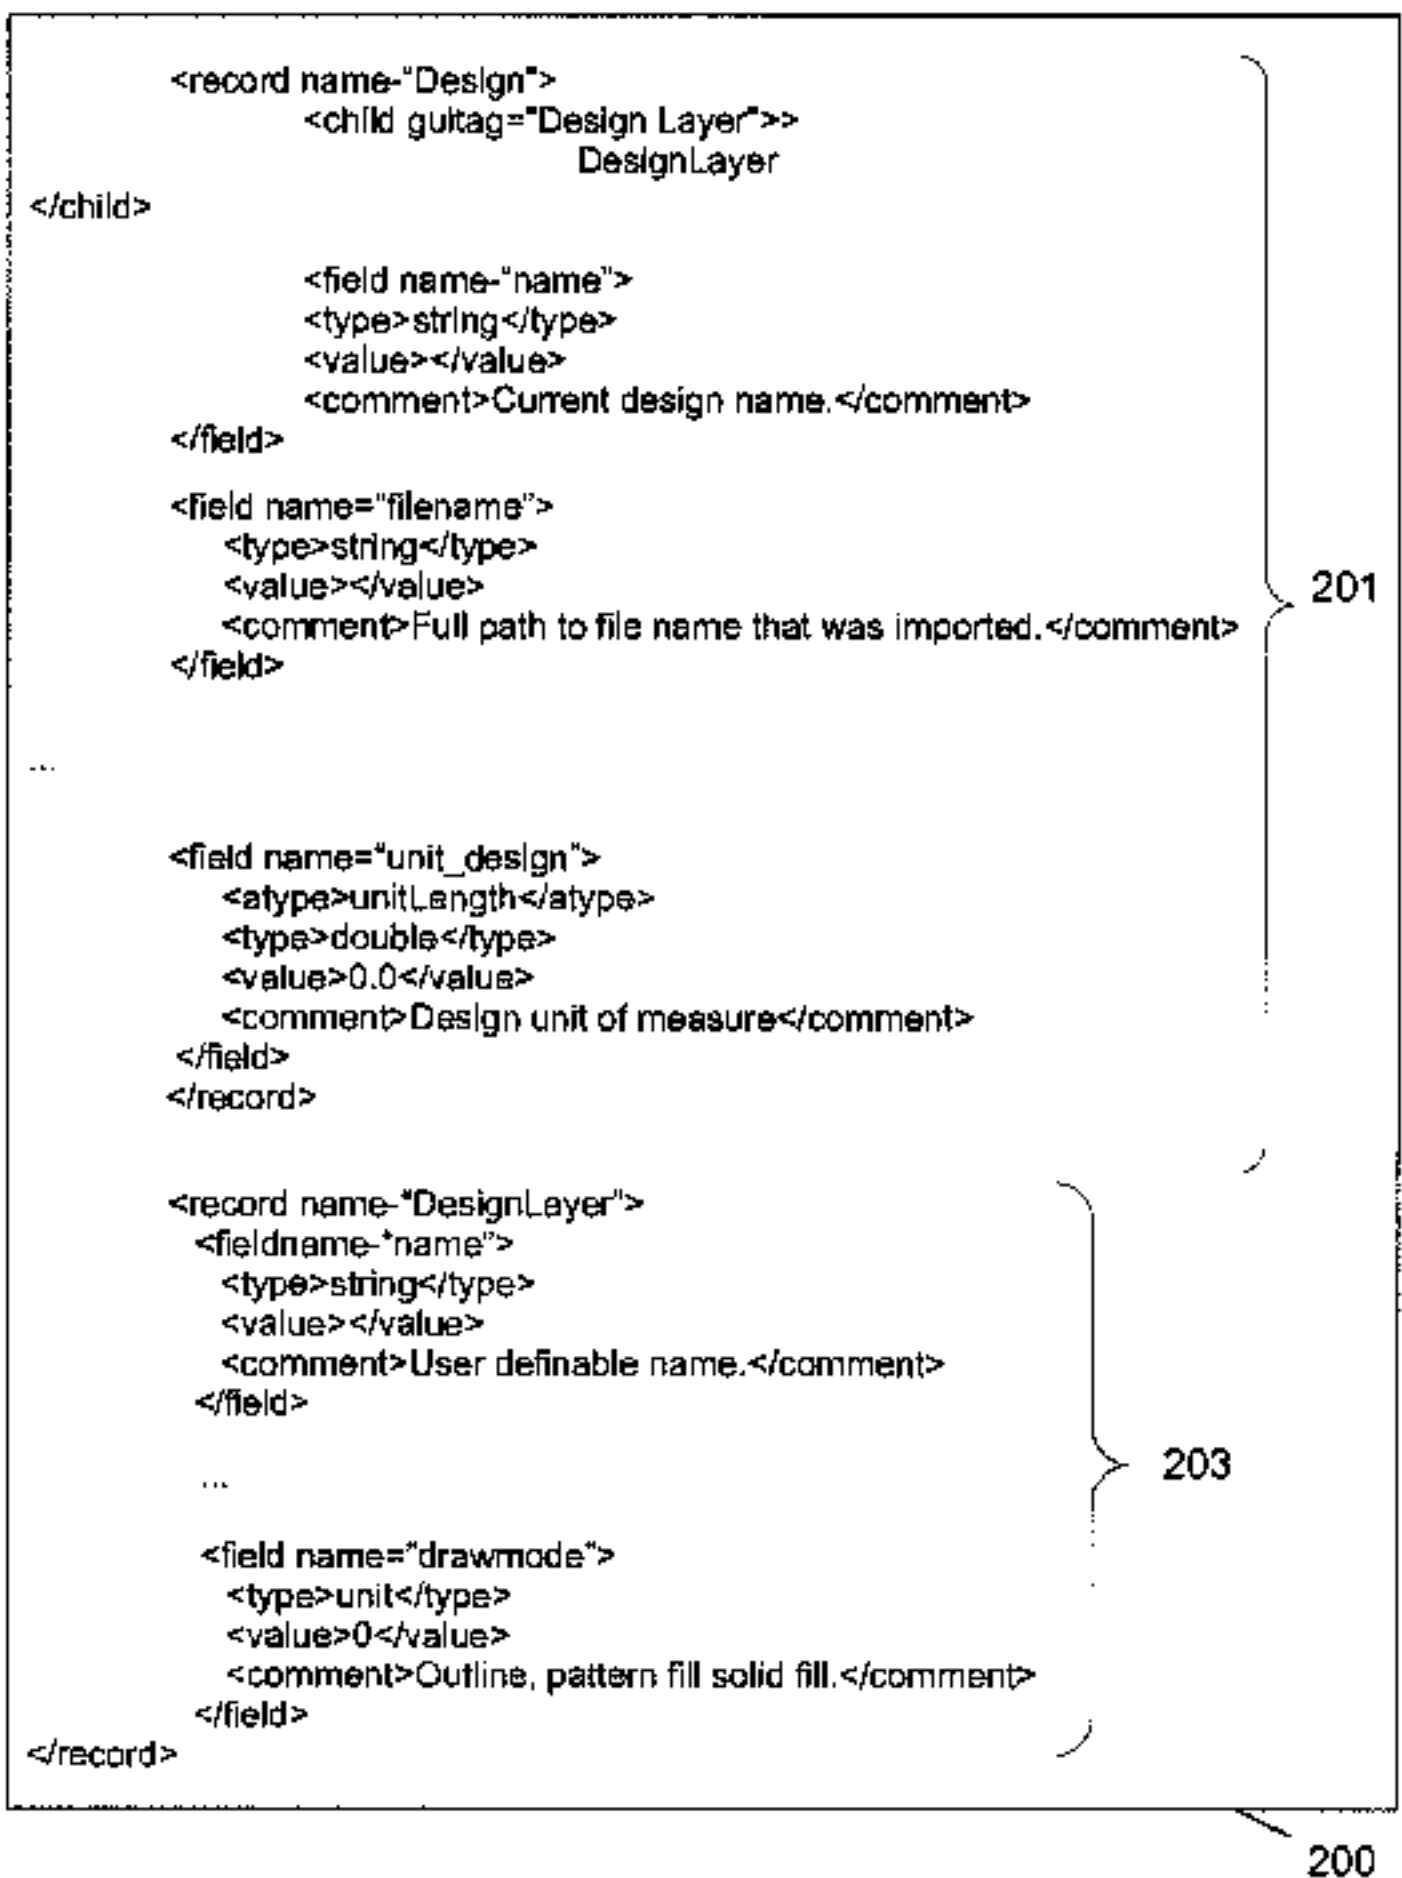 <record name-"Design">
<child guitag="Design Layer">>
DesignLayer
</child>
<field name-"name">
<type>string</type>
<value></value>
<comment>Current design name.</comment>
</field>
<field name="filename">
<type>string</type>
<value></value>
<comment>Full path to file name that was imported.</comment>
</field>
201
...
<field name="unit_design">
<atype>unitLength</atype>
<type>double</type>
<value>0.0</value>
<comment>Design unit of measure</comment>
</field>
</record>
<record name-"DesignLayer">
<fieldname-"name">
<type>string</type>
<value></value>
<comment>User definable name.</comment>
</field>
203
...
<field name="drawmode">
<type>unit</type>
<value>0</value>
<comment>Outline, pattern fill solid fill.</comment>
</field>
</record>
200